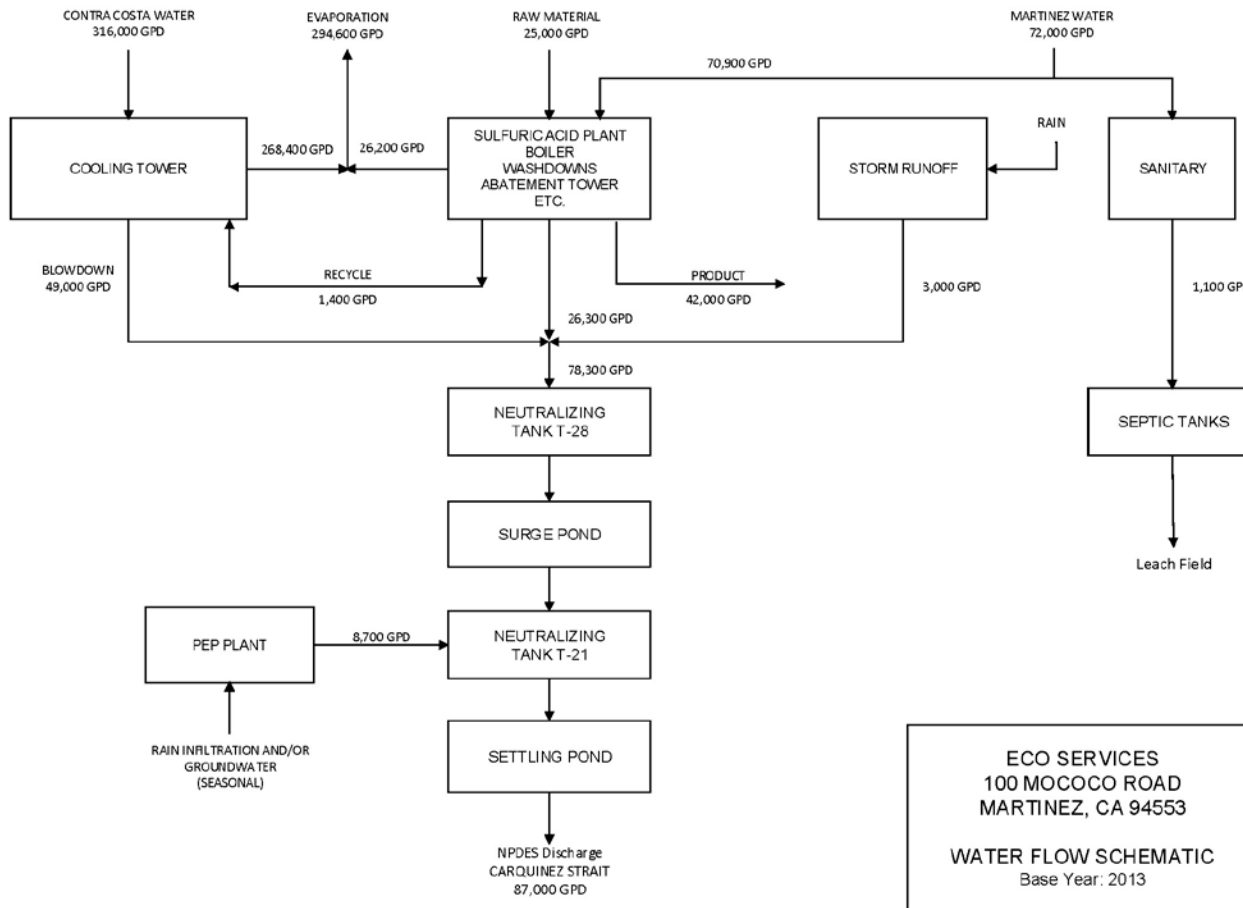 CONTRA COSTA WATER
316,000 GPD
EVAPORATION
294,600 GPD
RAW MATERIAL
25,000 GPD
MARTINEZ WATER
72,000 GPD
70,900 GPD
COOLING TOWER
268,400 GPD
26,200 GPD
SULFURIC ACID PLANT
BOILER
WASHDOWNS
ABATEMENT TOWER
ETC.
STORM RUNOFF
RAIN
SANITARY
BLOWDOWN
49,000 GPD
RECYCLE
1,400 GPD
PRODUCT
42,000 GPD
3,000 GPD
1,100 GP
26,300 GPD
78,300 GPD
NEUTRALIZING
TANK T-28
SEPTIC TANKS
SURGE POND
Leach Field
PEP PLANT
8,700 GPD
NEUTRALIZING
TANK T-21
RAIN INFILTRATION AND/OR
GROUNDWATER
(SEASONAL)
SETTLING POND
NPDES Discharge
CARQUINEZ STRAIT
87,000 GPD
ECO SERVICES
100 MOCOCO ROAD
MARTINEZ, CA 94553
WATER FLOW SCHEMATIC
Base Year: 2013